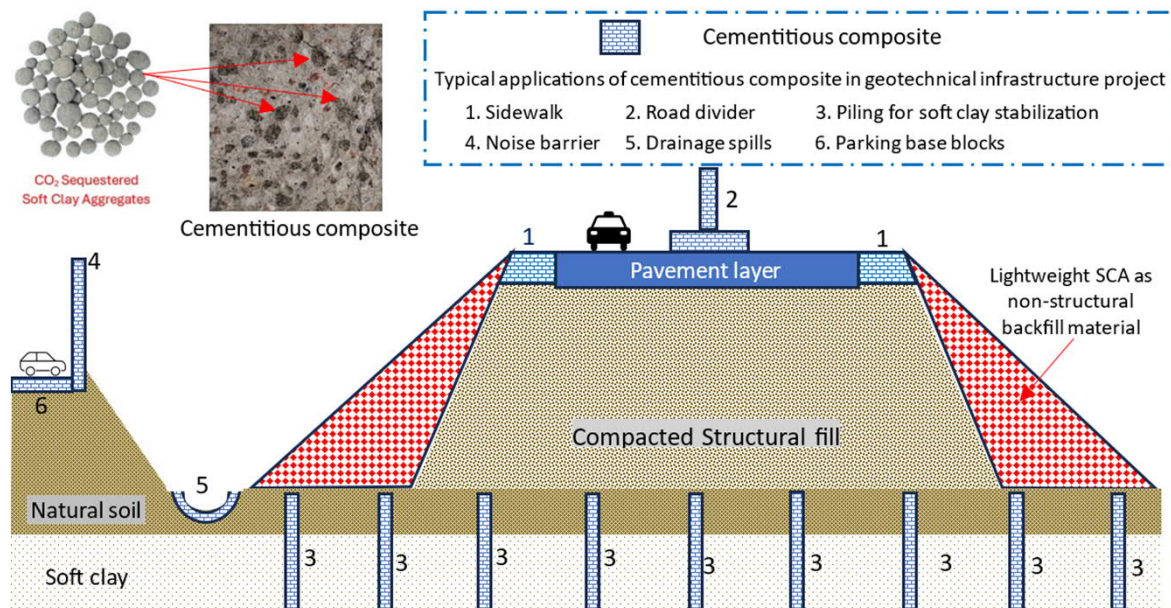 CO₂ Sequestered
Soft Clay Aggregates
Cementitious composite
Cementitious composite
Typical applications of cementitious composite in geotechnical infrastructure project
1. Sidewalk 2. Road divider 3. Piling for soft clay stabilization
4. Noise barrier 5. Drainage spills 6. Parking base blocks
2
1
1
4
Pavement layer
Lightweight SCA as
non-structural
backfill material
6
Compacted Structural fill
5
Natural soil
Soft clay
3
3
3
3
3
3
3
3
3